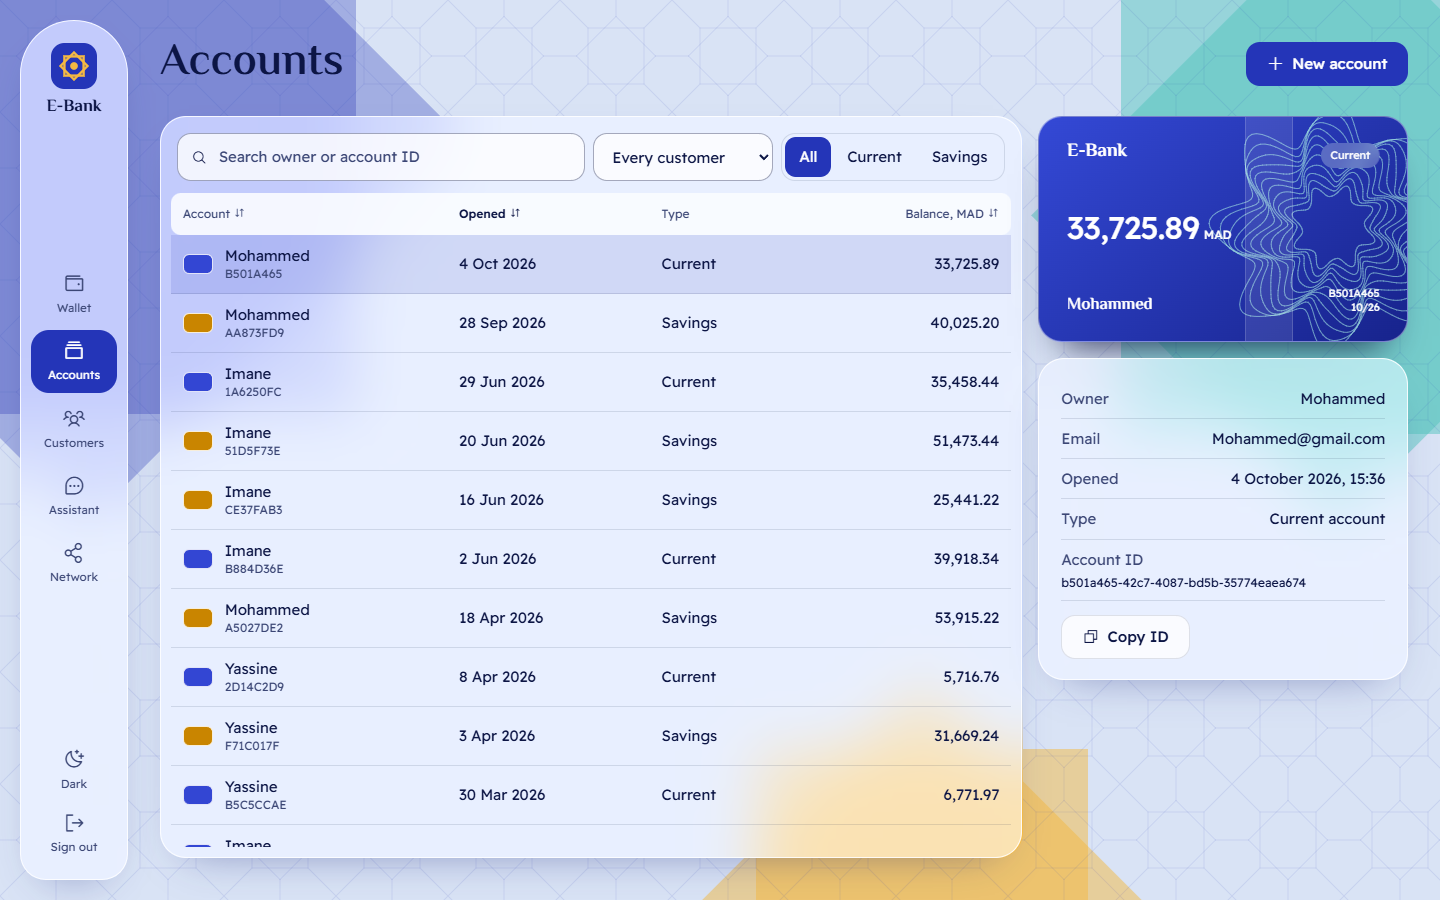 E-Bank
Wallet
Accounts
Customers
Assistant
Network
Dark
Sign out
Accounts
New account
Search owner or account ID
Every customer
All
Current
Savings
Account
Opened
Type
Balance, MAD
Mohammed
B501A465
4 Oct 2026
Current
33,725.89
Mohammed
AA873FD9
28 Sep 2026
Savings
40,025.20
Imane
1A6250FC
29 Jun 2026
Current
35,458.44
Imane
51D5F73E
20 Jun 2026
Savings
51,473.44
Imane
CE37FAB3
16 Jun 2026
Savings
25,441.22
Imane
B884D36E
2 Jun 2026
Current
39,918.34
Mohammed
A5027DE2
18 Apr 2026
Savings
53,915.22
Yassine
2D14C2D9
8 Apr 2026
Current
5,716.76
Yassine
F71C017F
3 Apr 2026
Savings
31,669.24
Yassine
B5C5CCAE
30 Mar 2026
Current
6,771.97
Imane
E-Bank
Current
33,725.89 MAD
Mohammed
B501A465
10/26
Owner
Mohammed
Email
Mohammed@gmail.com
Opened
4 October 2026, 15:36
Type
Current account
Account ID
b501a465-42c7-4087-bd5b-35774eaea674
Copy ID